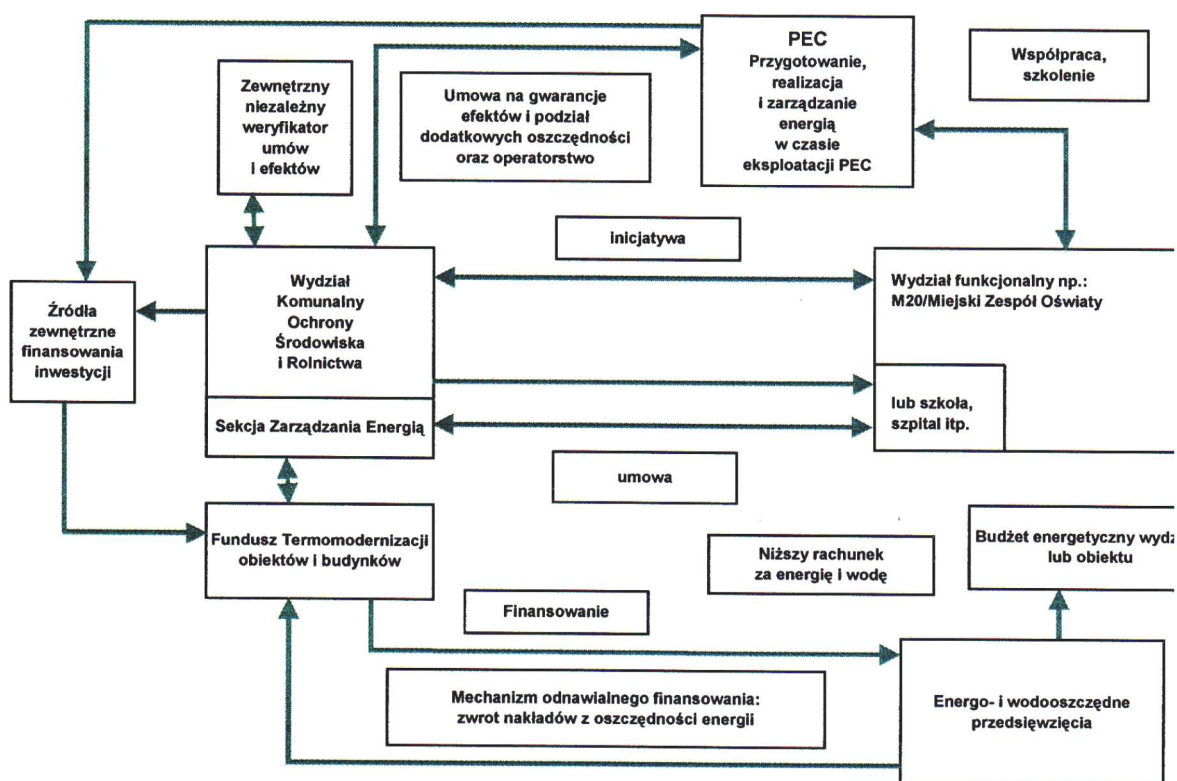 PEC
Przygotowanie,
realizacja
i zarządzanie
energią
w czasie
eksploatacji PEC
Współpraca,
szkolenie
Zewnętrzny
niezależny
weryfikator
umów
i efektów
Umowa na gwarancje
efektów i podział
dodatkowych oszczędności
oraz operatorstwo
inicjatywa
Źródła
zewnętrzne
finansowania
inwestycji
Wydział
Komunalny
Ochrony
Środowiska
i Rolnictwa
Sekcja Zarządzania Energią
Wydział funkcjonalny np.:
M20/Miejski Zespół Oświaty
lub szkoła,
szpital itp.
umowa
Fundusz Termomodernizacji
obiektów i budynków
Niższy rachunek
za energię i wodę
Budżet energetyczny
lub obiektu
Finansowanie
Mechanizm odnawialnego finansowania:
zwrot nakładów z oszczędności energii
Energo- i wodooszczędne
przedsięwzięcia